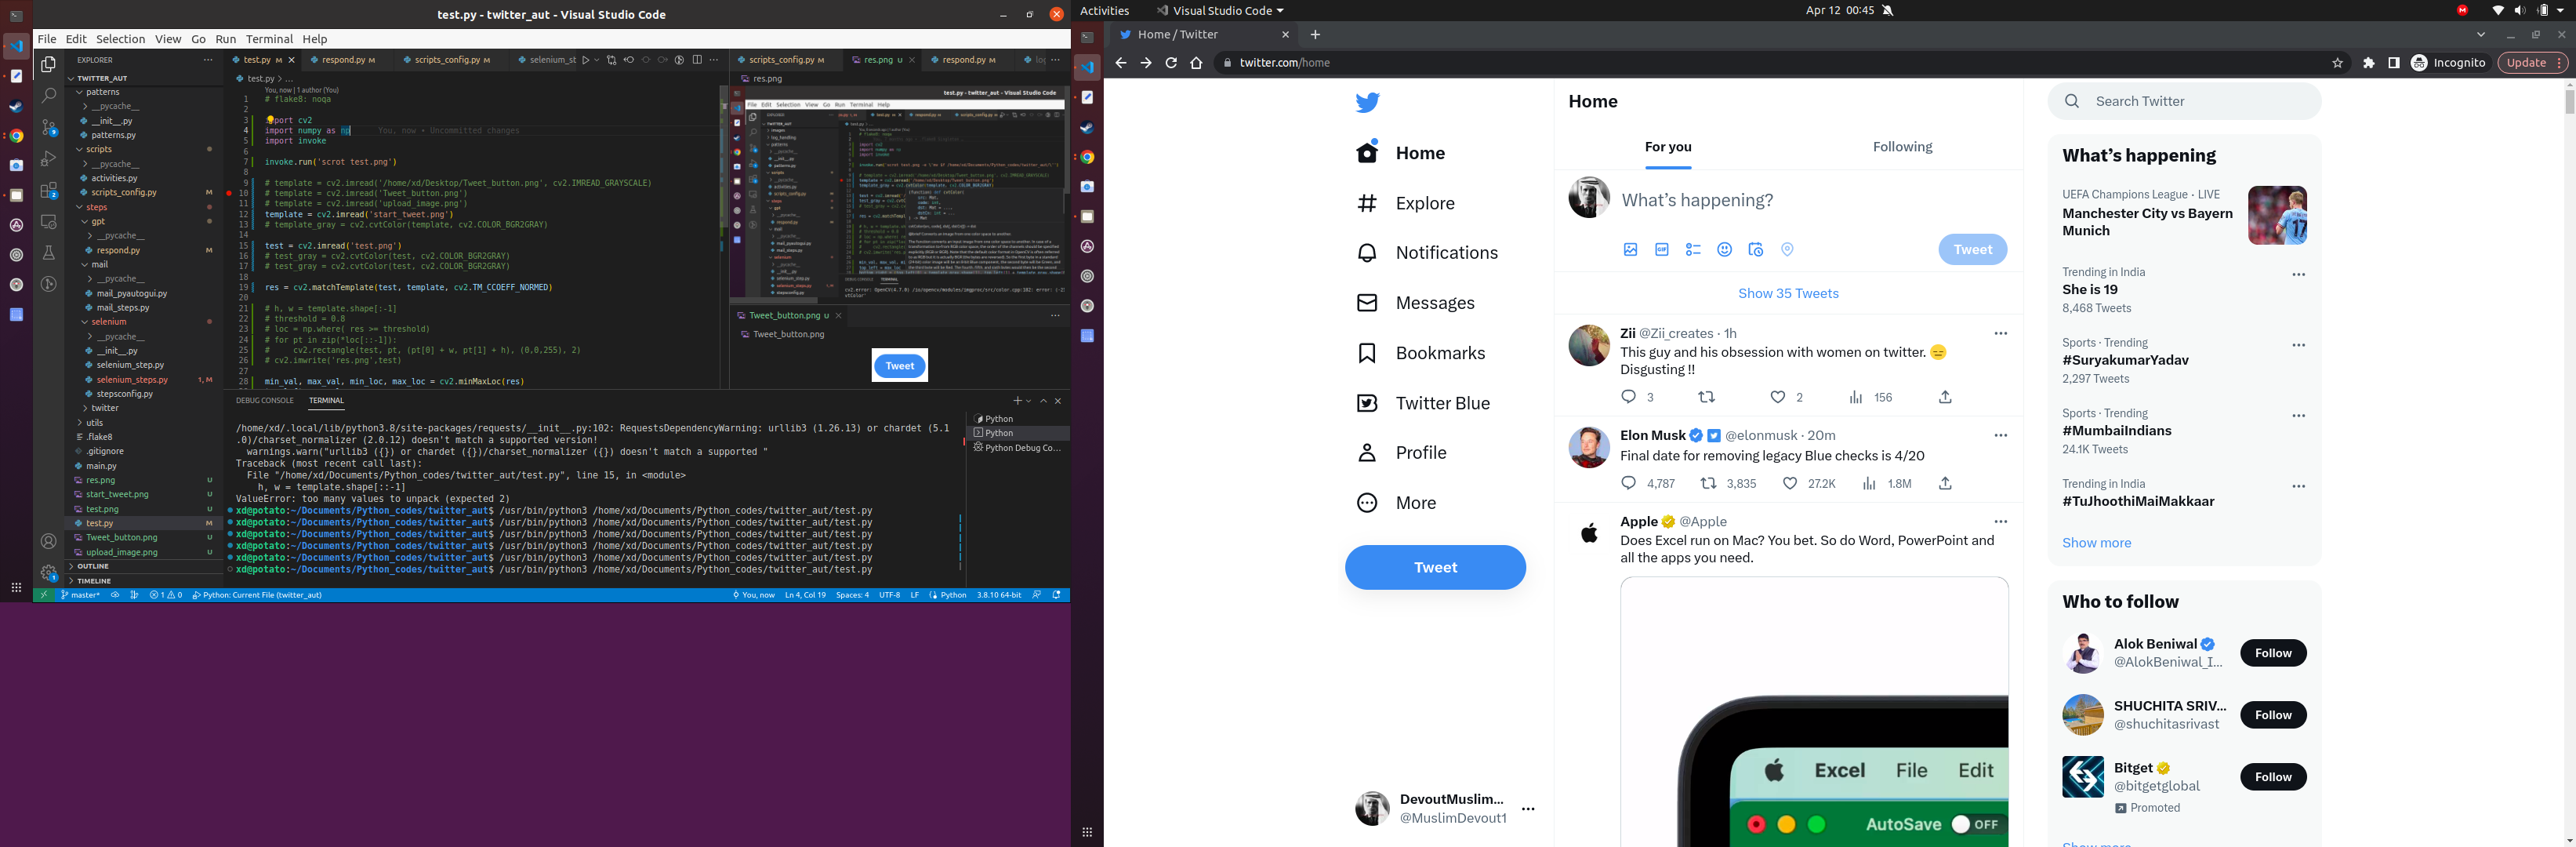 test.py - twitter_aut - Visual Studio Code
File Edit Selection View Go Run Terminal Help
EXPLORER
TWITTER_AUT
patterns
__pycache__
__init__.py
patterns.py
scripts
__pycache__
activities.py
scripts_config.py M
steps
gpt
__pycache__
respond.py M
mail
__pycache__
mail_pyautogui.py
mail_steps.py
selenium
__pycache__
__init__.py
selenium_step.py
selenium_steps.py 1, M
stepsconfig.py
twitter
utils
.flake8
.gitignore
main.py
res.png U
start_tweet.png U
test.png U
test.py M
Tweet_button.png U
upload_image.png U
OUTLINE
TIMELINE
test.py M respond.py M scripts_config.py M selenium_st
test.py > ...
You, now | 1 author (You)
1 # flake8: noqa
2
3 import cv2
4 import numpy as np You, now • Uncommitted changes
5 import invoke
6
7 invoke.run('scrot test.png')
8
9 # template = cv2.imread('/home/xd/Desktop/Tweet_button.png', cv2.IMREAD_GRAYSCALE)
10 # template = cv2.imread('Tweet_button.png')
11 # template = cv2.imread('upload_image.png')
12 template = cv2.imread('start_tweet.png')
13 # template_gray = cv2.cvtColor(template, cv2.COLOR_BGR2GRAY)
14
15 test = cv2.imread('test.png')
16 # test_gray = cv2.cvtColor(test, cv2.COLOR_BGR2GRAY)
17 # test_gray = cv2.cvtColor(test, cv2.COLOR_BGR2GRAY)
18
19 res = cv2.matchTemplate(test, template, cv2.TM_CCOEFF_NORMED)
20
21 # h, w = template.shape[:-1]
22 # threshold = 0.8
23 # loc = np.where( res >= threshold)
24 # for pt in zip(*loc[::-1]):
25 # cv2.rectangle(test, pt, (pt[0] + w, pt[1] + h), (0,0,255), 2)
26 # cv2.imwrite('res.png',test)
27
28 min_val, max_val, min_loc, max_loc = cv2.minMaxLoc(res)
scripts_config.py M res.png U respond.py M
res.png
test.py - twitter_aut - Visual Studio Code
File Edit Selection View Go Run Terminal Help
Tweet_button.png U
Tweet_button.png
Tweet
DEBUG CONSOLE TERMINAL
/home/xd/.local/lib/python3.8/site-packages/requests/__init__.py:102: RequestsDependencyWarning: urllib3 (1.26.13) or chardet (5.1
.0)/charset_normalizer (2.0.12) doesn't match a supported version!
warnings.warn("urllib3 ({}) or chardet ({})/charset_normalizer ({}) doesn't match a supported "
Traceback (most recent call last):
File "/home/xd/Documents/Python_codes/twitter_aut/test.py", line 15, in <module>
h, w = template.shape[::-1]
ValueError: too many values to unpack (expected 2)
xd@potato:~/Documents/Python_codes/twitter_aut$ /usr/bin/python3 /home/xd/Documents/Python_codes/twitter_aut/test.py
xd@potato:~/Documents/Python_codes/twitter_aut$ /usr/bin/python3 /home/xd/Documents/Python_codes/twitter_aut/test.py
xd@potato:~/Documents/Python_codes/twitter_aut$ /usr/bin/python3 /home/xd/Documents/Python_codes/twitter_aut/test.py
xd@potato:~/Documents/Python_codes/twitter_aut$ /usr/bin/python3 /home/xd/Documents/Python_codes/twitter_aut/test.py
xd@potato:~/Documents/Python_codes/twitter_aut$ /usr/bin/python3 /home/xd/Documents/Python_codes/twitter_aut/test.py
xd@potato:~/Documents/Python_codes/twitter_aut$ /usr/bin/python3 /home/xd/Documents/Python_codes/twitter_aut/test.py
Python
Python
Python Debug Co...
master* 1 0 Python: Current File (twitter_aut) You, now Ln 4, Col 19 Spaces: 4 UTF-8 LF Python 3.8.10 64-bit
Activities Visual Studio Code Apr 12 00:45
Home / Twitter
twitter.com/home Incognito Update
Home
Explore
Notifications
Messages
Bookmarks
Twitter Blue
Profile
More
Tweet
DevoutMuslim...
@MuslimDevout1
Home
For you Following
What's happening?
GIF
Tweet
Show 35 Tweets
Zii @Zii_creates · 1h
This guy and his obsession with women on twitter. 😑
Disgusting !!
3 2 156
Elon Musk @elonmusk · 20m
Final date for removing legacy Blue checks is 4/20
4,787 3,835 27.2K 1.8M
Apple @Apple
Does Excel run on Mac? You bet. So do Word, PowerPoint and
all the apps you need.
Excel File Edit
AutoSave OFF
Search Twitter
What's happening
UEFA Champions League · LIVE
Manchester City vs Bayern
Munich
Trending in India
She is 19
8,468 Tweets
Sports · Trending
#SuryakumarYadav
2,297 Tweets
Sports · Trending
#MumbaiIndians
24.1K Tweets
Trending in India
#TuJhoothiMaiMakkaar
Show more
Who to follow
Alok Beniwal
@AlokBeniwal_I...
Follow
SHUCHITA SRIV...
@shuchitasrivast
Follow
Bitget
@bitgetglobal
Promoted
Follow
Show more